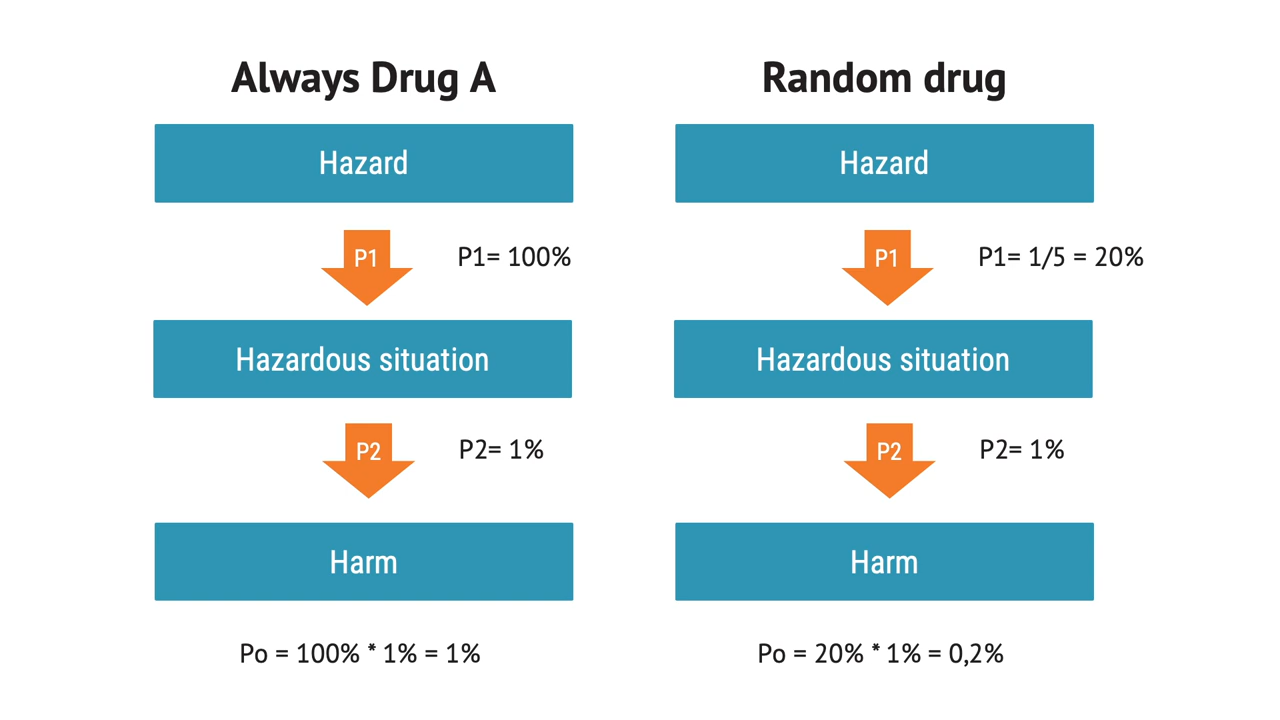 Always Drug A
Hazard
P1
P1= 100%
Hazardous situation
P2
P2= 1%
Harm
Po = 100% * 1% = 1%
Random drug
Hazard
P1
P1= 1/5 = 20%
Hazardous situation
P2
P2= 1%
Harm
Po = 20% * 1% = 0,2%